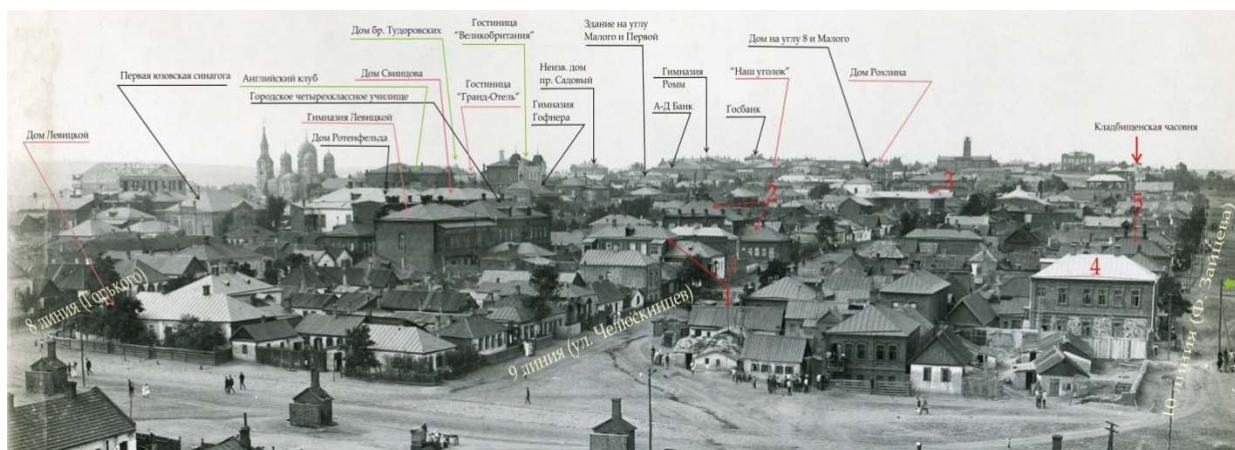 Дом бр. Тудоровских
Гостиница
"Великобритания"
Здание на углу
Малого и Первой
Дом на углу 8 и Малого
Первая юзовская синагога
Английский клуб
Дом Свинцова
Неизв. дом
пр. Садовый
Гимназия
Ромм
"Наш уголок"
Дом Рохлина
Городское четырехклассное училище
Гостиница
"Гранд-Отель"
Гимназия
Гофнера
А-Д Банк
Госбанк
Кладбищенская часовня
Дом Левицкой
Гимназия Левицкой
Дом Ротенфельда
1
2
3
4
5
8 линия (Горького)
9 линия (ул. Челюскинцев)
10 линия (Ф. Зайцева)